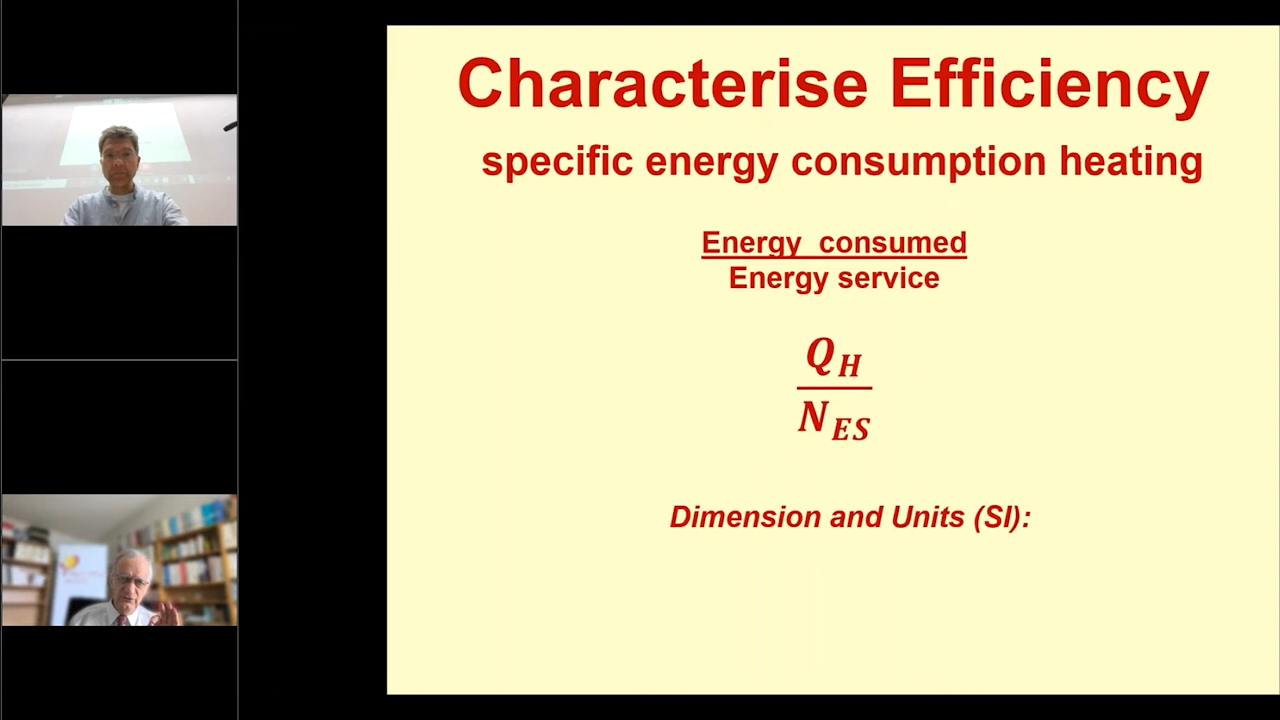 Characterise Efficiency
specific energy consumption heating
Energy consumed
Energy service
Q_H
N_ES
Dimension and Units (SI):